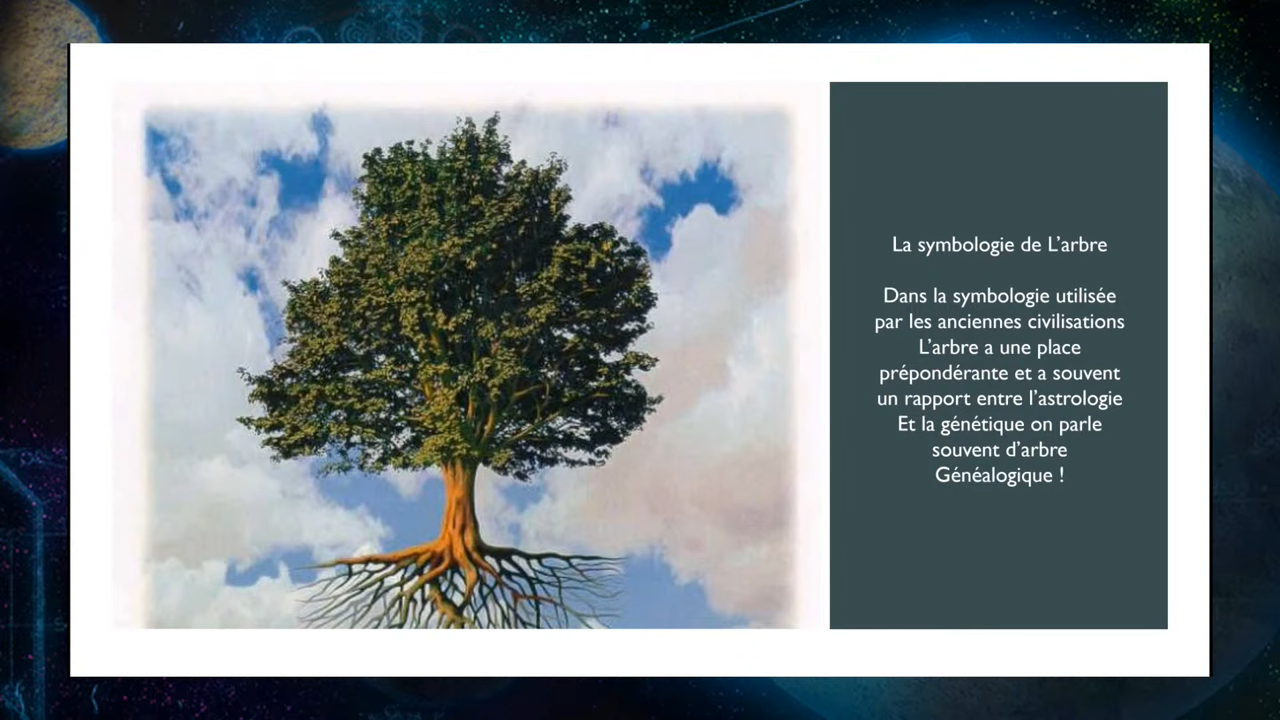 La symbologie de L’arbre
Dans la symbologie utilisée
par les anciennes civilisations
L’arbre a une place
prépondérante et a souvent
un rapport entre l’astrologie
Et la génétique on parle
souvent d’arbre
Généalogique !